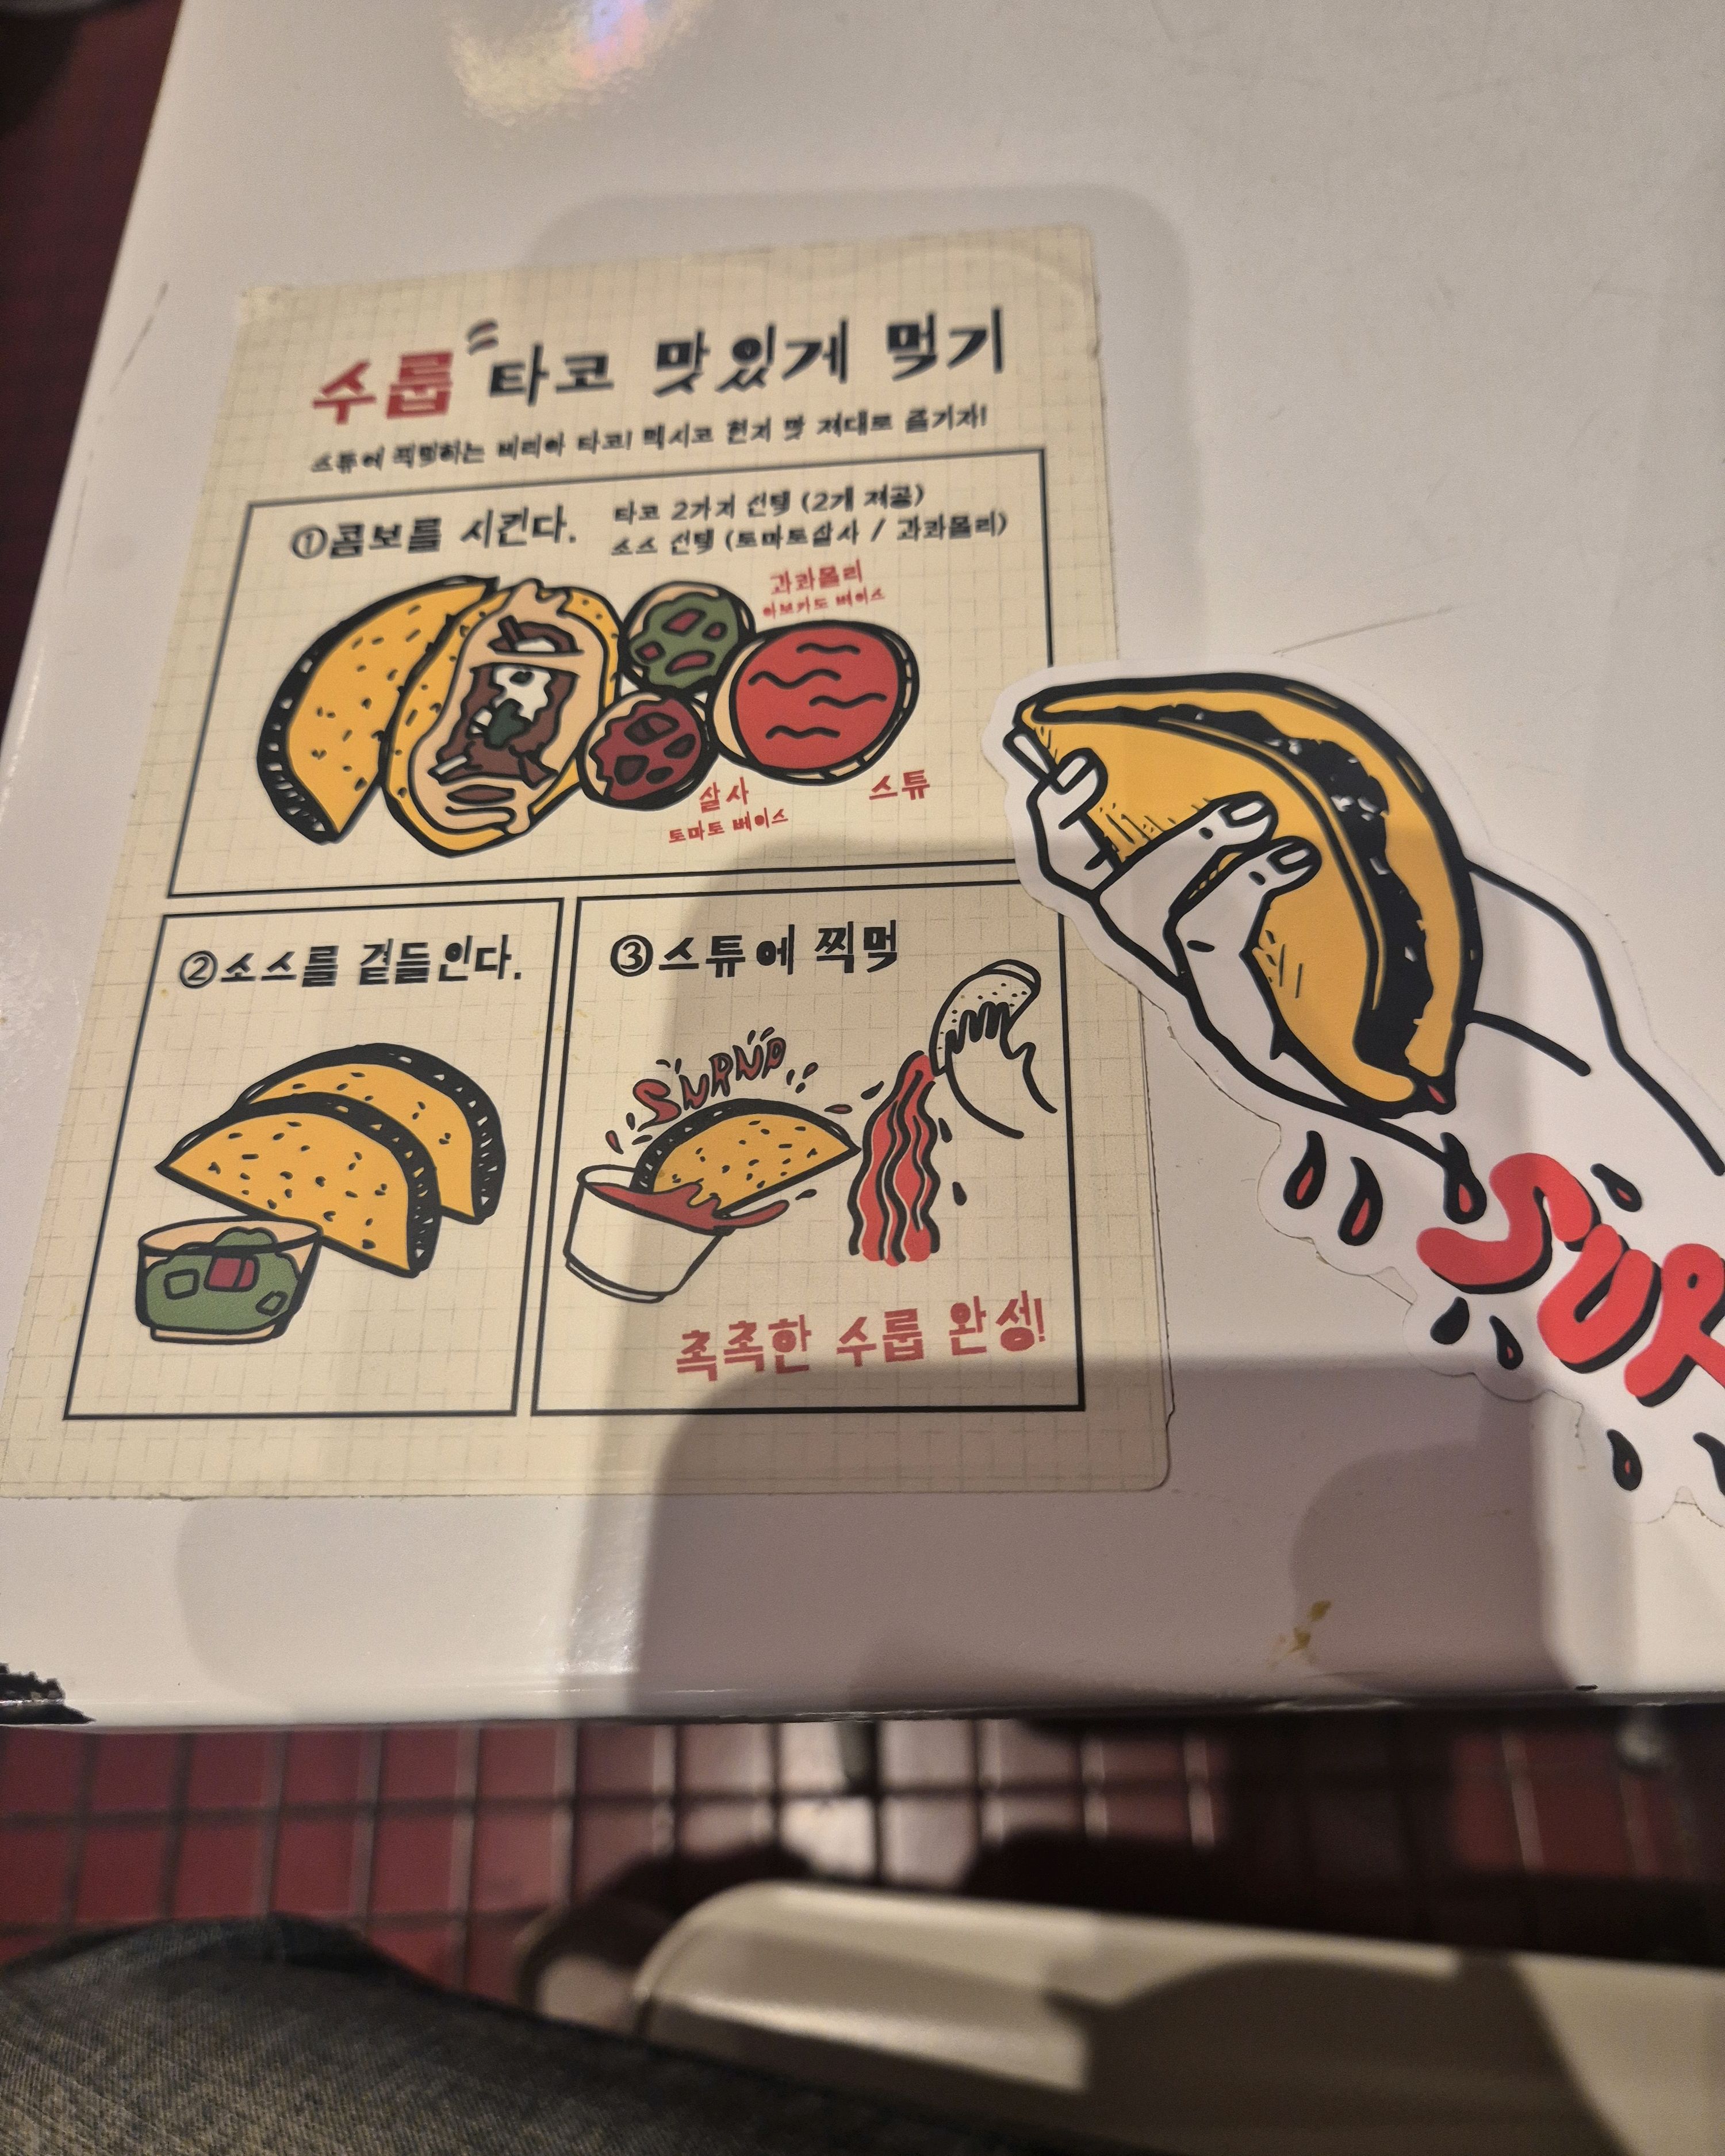 수룹 타코 맛있게 먹기
스튜에 찍먹하는 비리아 타코! 멕시코 현지 맛 제대로 즐기자!
①콤보를 시킨다.
타코 2가지 선택 (2개 제공)
소스 선택 (토마토살사 / 과콰몰리)
과콰몰리
아보카도 베이스
살사
토마토 베이스
스튜
②소스를 곁들인다.
③스튜에 찍먹
SURUP
촉촉한 수룹 완성!
SUR